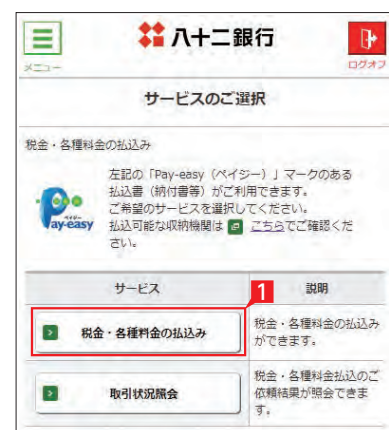 八十二銀行
メニュー
ログオフ
サービスのご選択
税金・各種料金の払込み
左記の「Pay-easy（ペイジー）」マークのある
払込書（納付書等）がご利用できます。
ご希望のサービスを選択してください。
払込可能な収納機関は こちらでご確認くだ
さい。
ペイジー
Pay-easy
サービス
1
説明
税金・各種料金の払込み
税金・各種料金の払込み
ができます。
取引状況照会
税金・各種料金払込のご
依頼結果が照会できま
す。